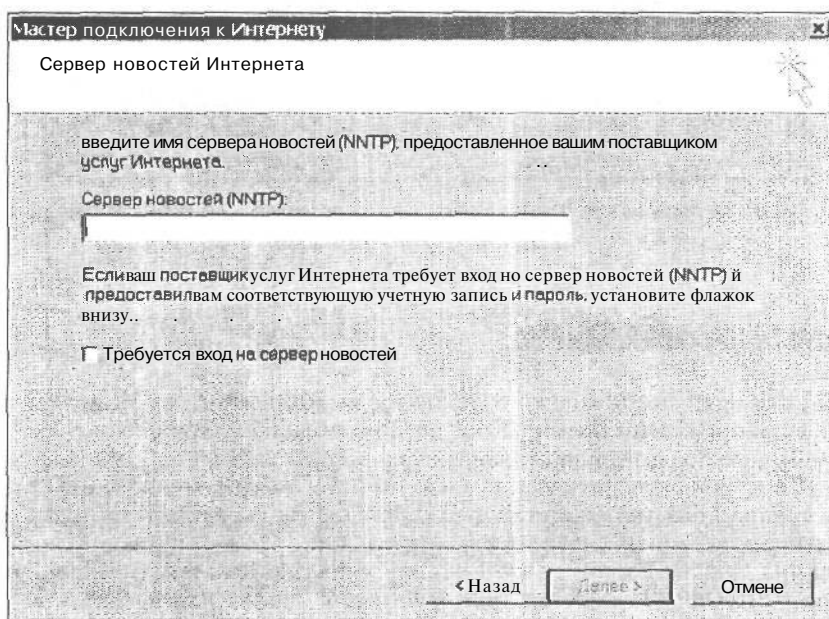 Мастер подключения к Интернету
Сервер новостей Интернета
введите имя сервера новостей (NNTP), предоставленное вашим поставщиком
услуг Интернета.
Сервер новостей (NNTP):
Если ваш поставщик услуг Интернета требует вход но сервер новостей (NNTP) й
предоставил вам соответствующую учетную запись и пароль, установите флажок
внизу..
Требуется вход на сервер новостей
< Назад
Далее >
Отмене